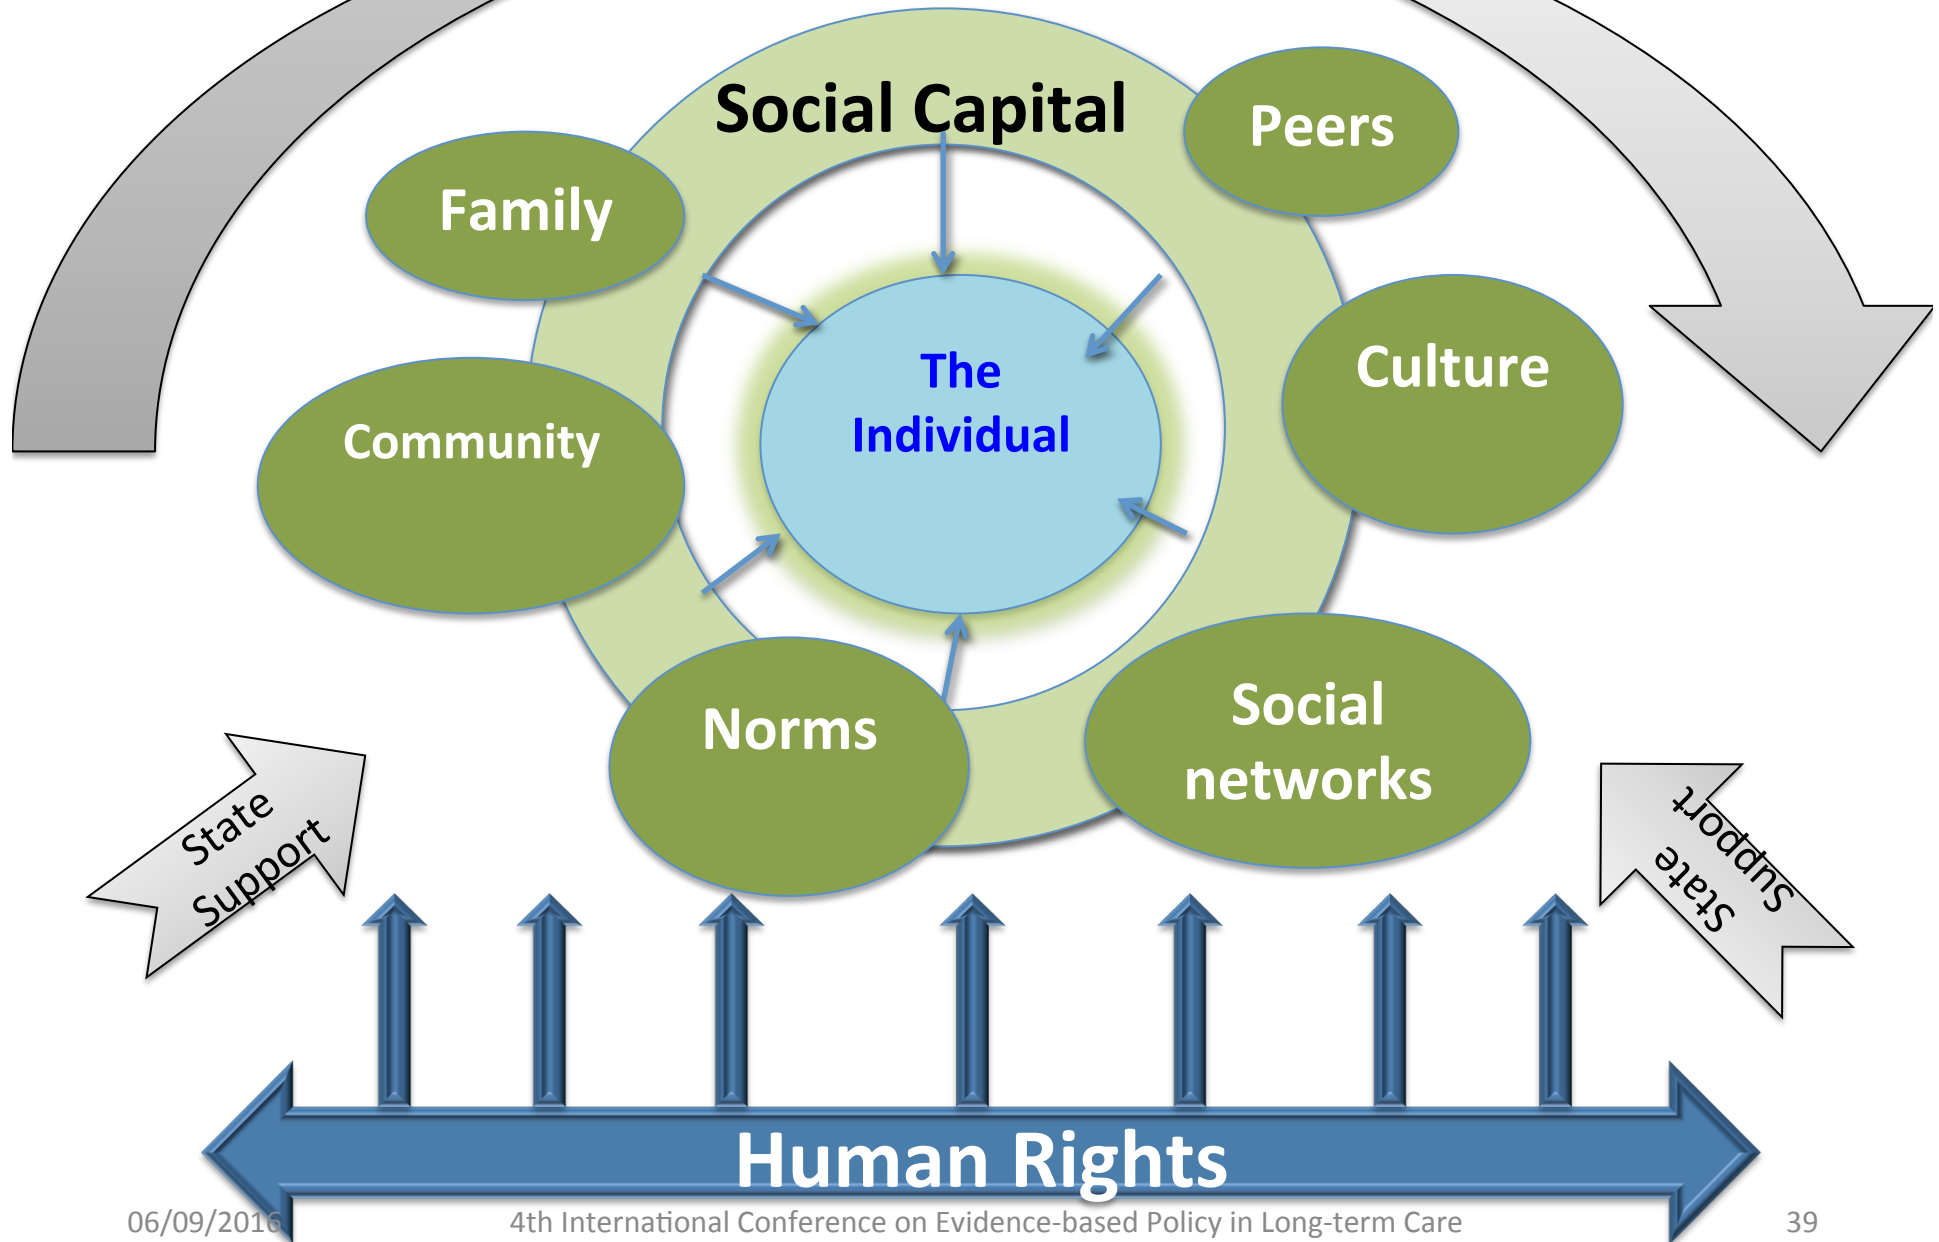 Social Capital
Peers
Family
Culture
The
Individual
Community
Norms
Social
networks
State
Support
State
Support
Human Rights
06/09/2016
4th International Conference on Evidence-based Policy in Long-term Care
39